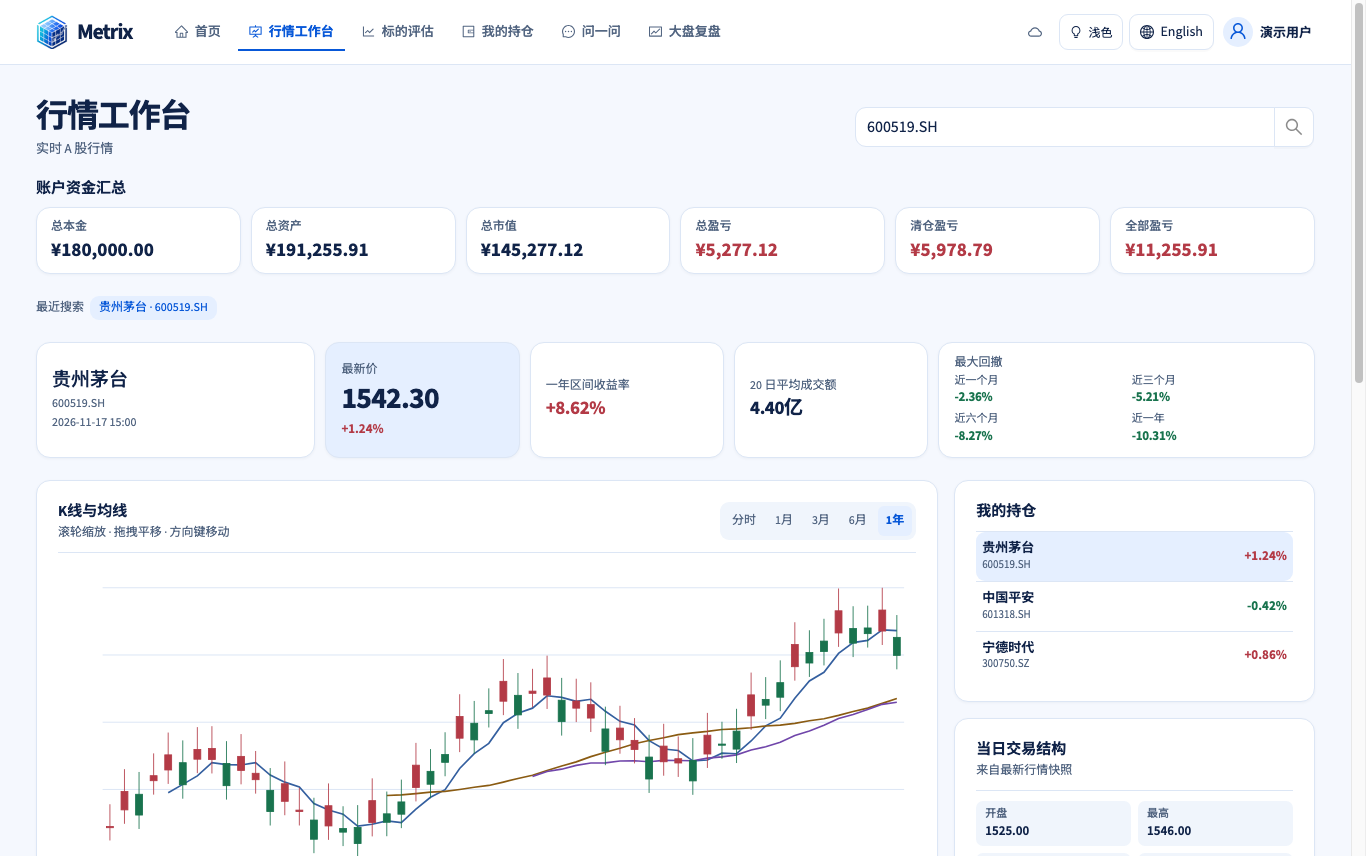 Metrix
首页
行情工作台
标的评估
我的持仓
问一问
大盘复盘
浅色
English
演示用户
行情工作台
实时 A 股行情
600519.SH
账户资金汇总
总本金
¥180,000.00
总资产
¥191,255.91
总市值
¥145,277.12
总盈亏
¥5,277.12
清仓盈亏
¥5,978.79
全部盈亏
¥11,255.91
最近搜索
贵州茅台 · 600519.SH
贵州茅台
600519.SH
2026-11-17 15:00
最新价
1542.30
+1.24%
一年区间收益率
+8.62%
20 日平均成交额
4.40亿
最大回撤
近一个月
-2.36%
近三个月
-5.21%
近六个月
-8.27%
近一年
-10.31%
K线与均线
滚轮缩放 · 拖拽平移 · 方向键移动
分时
1月
3月
6月
1年
我的持仓
贵州茅台
600519.SH
+1.24%
中国平安
601318.SH
-0.42%
宁德时代
300750.SZ
+0.86%
当日交易结构
来自最新行情快照
开盘
1525.00
最高
1546.00